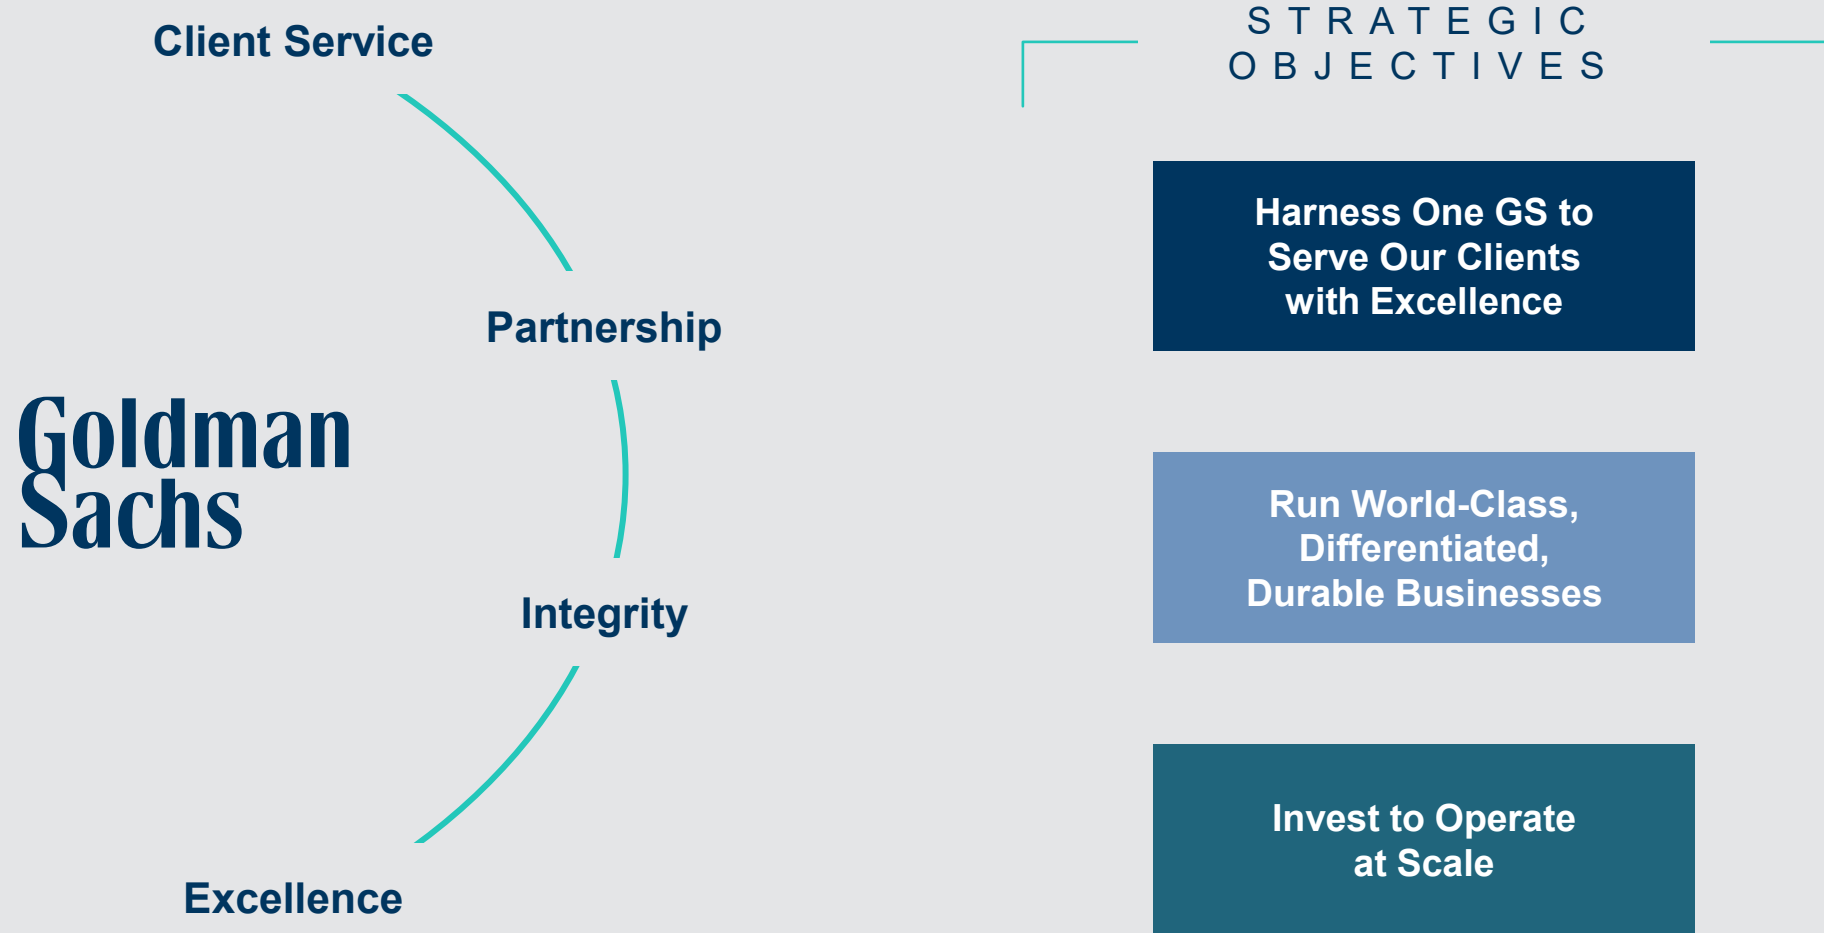 Client Service
Partnership
Goldman
Sachs
Integrity
Excellence
STRATEGIC
OBJECTIVES
Harness One GS to
Serve Our Clients
with Excellence
Run World-Class,
Differentiated,
Durable Businesses
Invest to Operate
at Scale